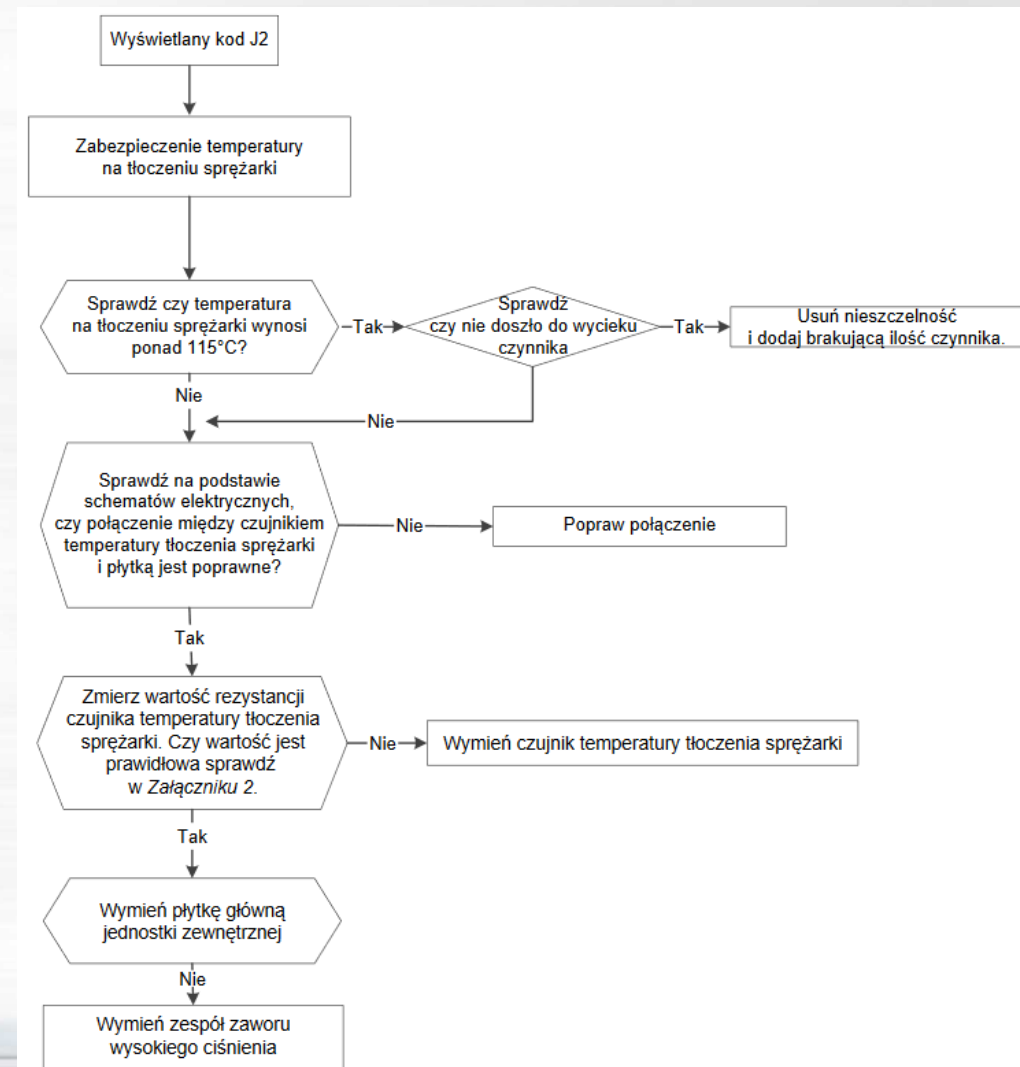 Wyświetlany kod J2
Zabezpieczenie temperatury
na tłoczeniu sprężarki
Sprawdź czy temperatura
na tłoczeniu sprężarki wynosi
ponad 115°C?
Tak
Sprawdź
czy nie doszło do wycieku
czynnika
Tak
Usuń nieszczelność
i dodaj brakującą ilość czynnika.
Nie
Nie
Sprawdź na podstawie
schematów elektrycznych,
czy połączenie między czujnikiem
temperatury tłoczenia sprężarki
i płytką jest poprawne?
Nie
Popraw połączenie
Tak
Zmierz wartość rezystancji
czujnika temperatury tłoczenia
sprężarki. Czy wartość jest
prawidłowa sprawdź
w Załączniku 2.
Nie
Wymień czujnik temperatury tłoczenia sprężarki
Tak
Wymień płytkę główną
jednostki zewnętrznej
Nie
Wymień zespół zaworu
wysokiego ciśnienia